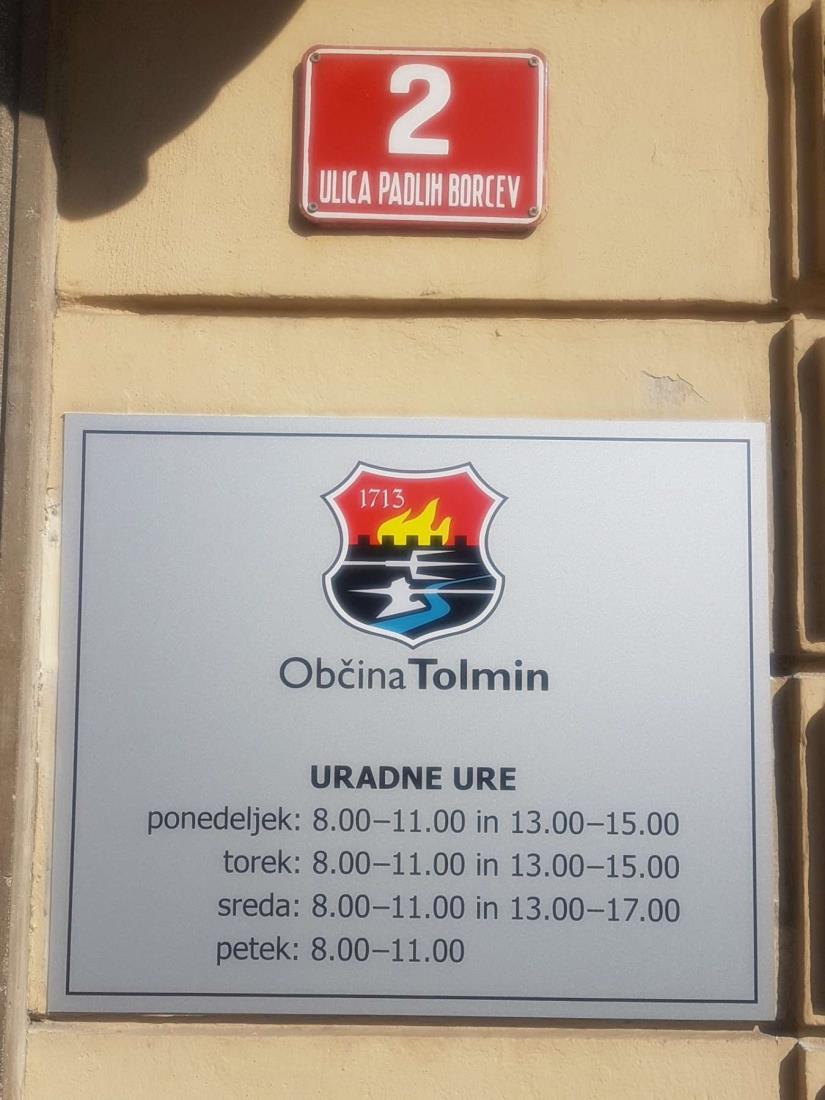 2
ULICA PADLIH BORCEV
1713
Občina Tolmin
URADNE URE
ponedeljek: 8.00–11.00 in 13.00–15.00
torek: 8.00–11.00 in 13.00–15.00
sreda: 8.00–11.00 in 13.00–17.00
petek: 8.00–11.00